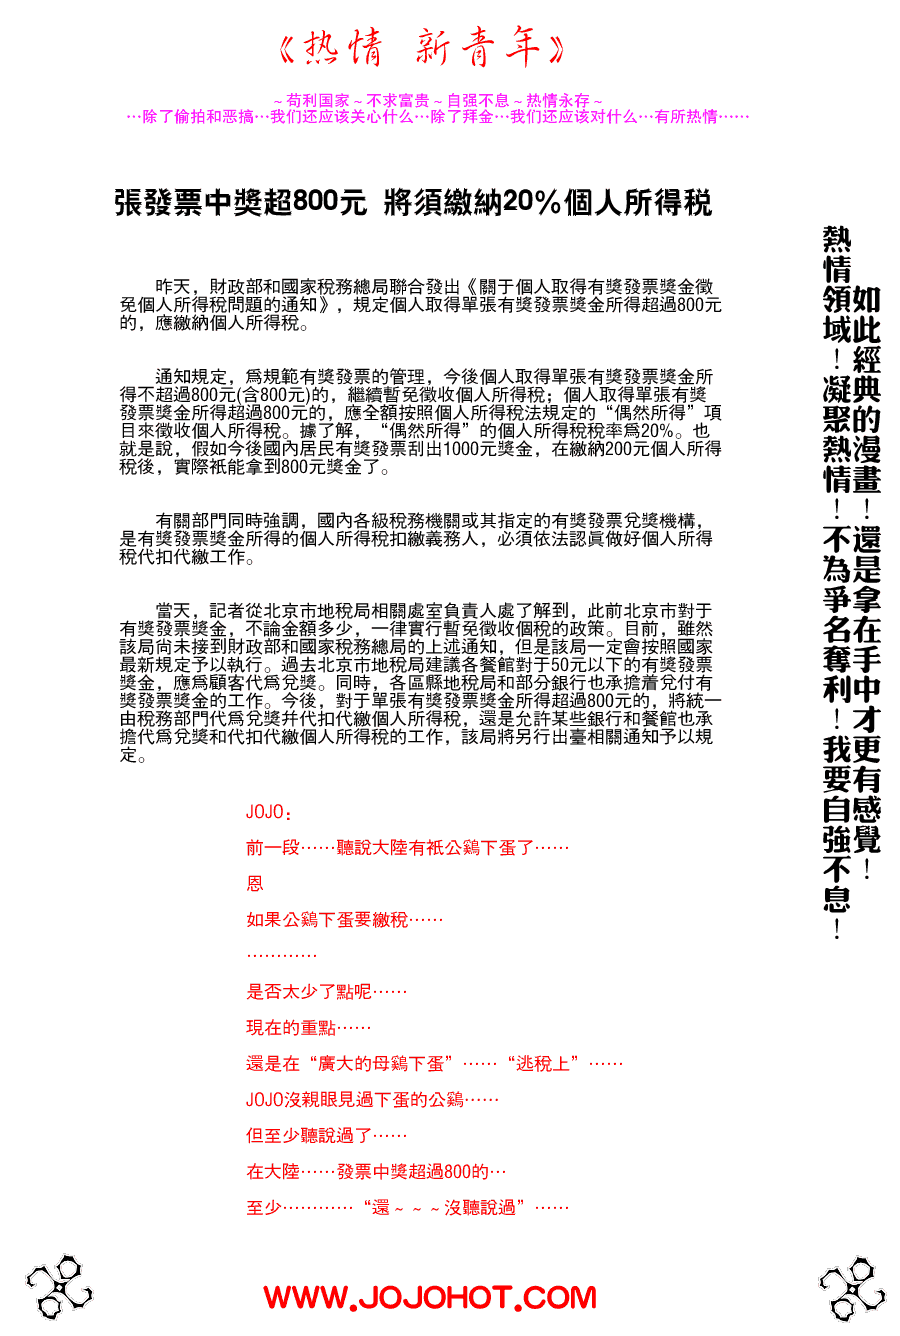 《热情 新青年》
～苟利国家～不求富贵～自强不息～热情永存～
…除了偷拍和恶搞…我们还应该关心什么…除了拜金…我们还应该对什么…有所热情……
張發票中獎超800元 將須繳納20%個人所得税
昨天，財政部和國家税務總局聯合發出《關于個人取得有獎發票獎金徵
免個人所得税問題的通知》，規定個人取得單張有獎發票獎金所得超過800元
的，應繳納個人所得税。
通知規定，爲規範有獎發票的管理，今後個人取得單張有獎發票獎金所
得不超過800元(含800元)的，繼續暫免徵收個人所得税；個人取得單張有獎
發票獎金所得超過800元的，應全額按照個人所得税法規定的“偶然所得”項
目來徵收個人所得税。據了解，“偶然所得”的個人所得税税率爲20%。也
就是説，假如今後國內居民有獎發票刮出1000元獎金，在繳納200元個人所得
税後，實際衹能拿到800元獎金了。
有關部門同時強調，國內各級税務機關或其指定的有獎發票兑獎機構，
是有獎發票獎金所得的個人所得税扣繳義務人，必須依法認眞做好個人所得
税代扣代繳工作。
當天，記者從北京市地税局相關處室負責人處了解到，此前北京市對于
有獎發票獎金，不論金額多少，一律實行暫免徵收個税的政策。目前，雖然
該局尚未接到財政部和國家税務總局的上述通知，但是該局一定會按照國家
最新規定予以執行。過去北京市地税局建議各餐館對于50元以下的有獎發票
獎金，應爲顧客代爲兑獎。同時，各區縣地税局和部分銀行也承擔着兑付有
獎發票獎金的工作。今後，對于單張有獎發票獎金所得超過800元的，將統一
由税務部門代爲兑獎幷代扣代繳個人所得税，還是允許某些銀行和餐館也承
擔代爲兑獎和代扣代繳個人所得税的工作，該局將另行出臺相關通知予以規
定。
如此經典的漫畫！還是拿在手中才更有感覺！
熱情領域！凝聚熱情！不為爭名奪利！我要自強不息！
JOJO：
前一段……聽説大陸有衹公鷄下蛋了……
恩
如果公鷄下蛋要繳税……
…………
是否太少了點呢……
現在的重點……
還是在“廣大的母鷄下蛋”……“逃税上”……
JOJO沒親眼見過下蛋的公鷄……
但至少聽説過了……
在大陸……發票中獎超過800的…
至少…………“還～～～沒聽説過”……
WWW.JOJOHOT.COM